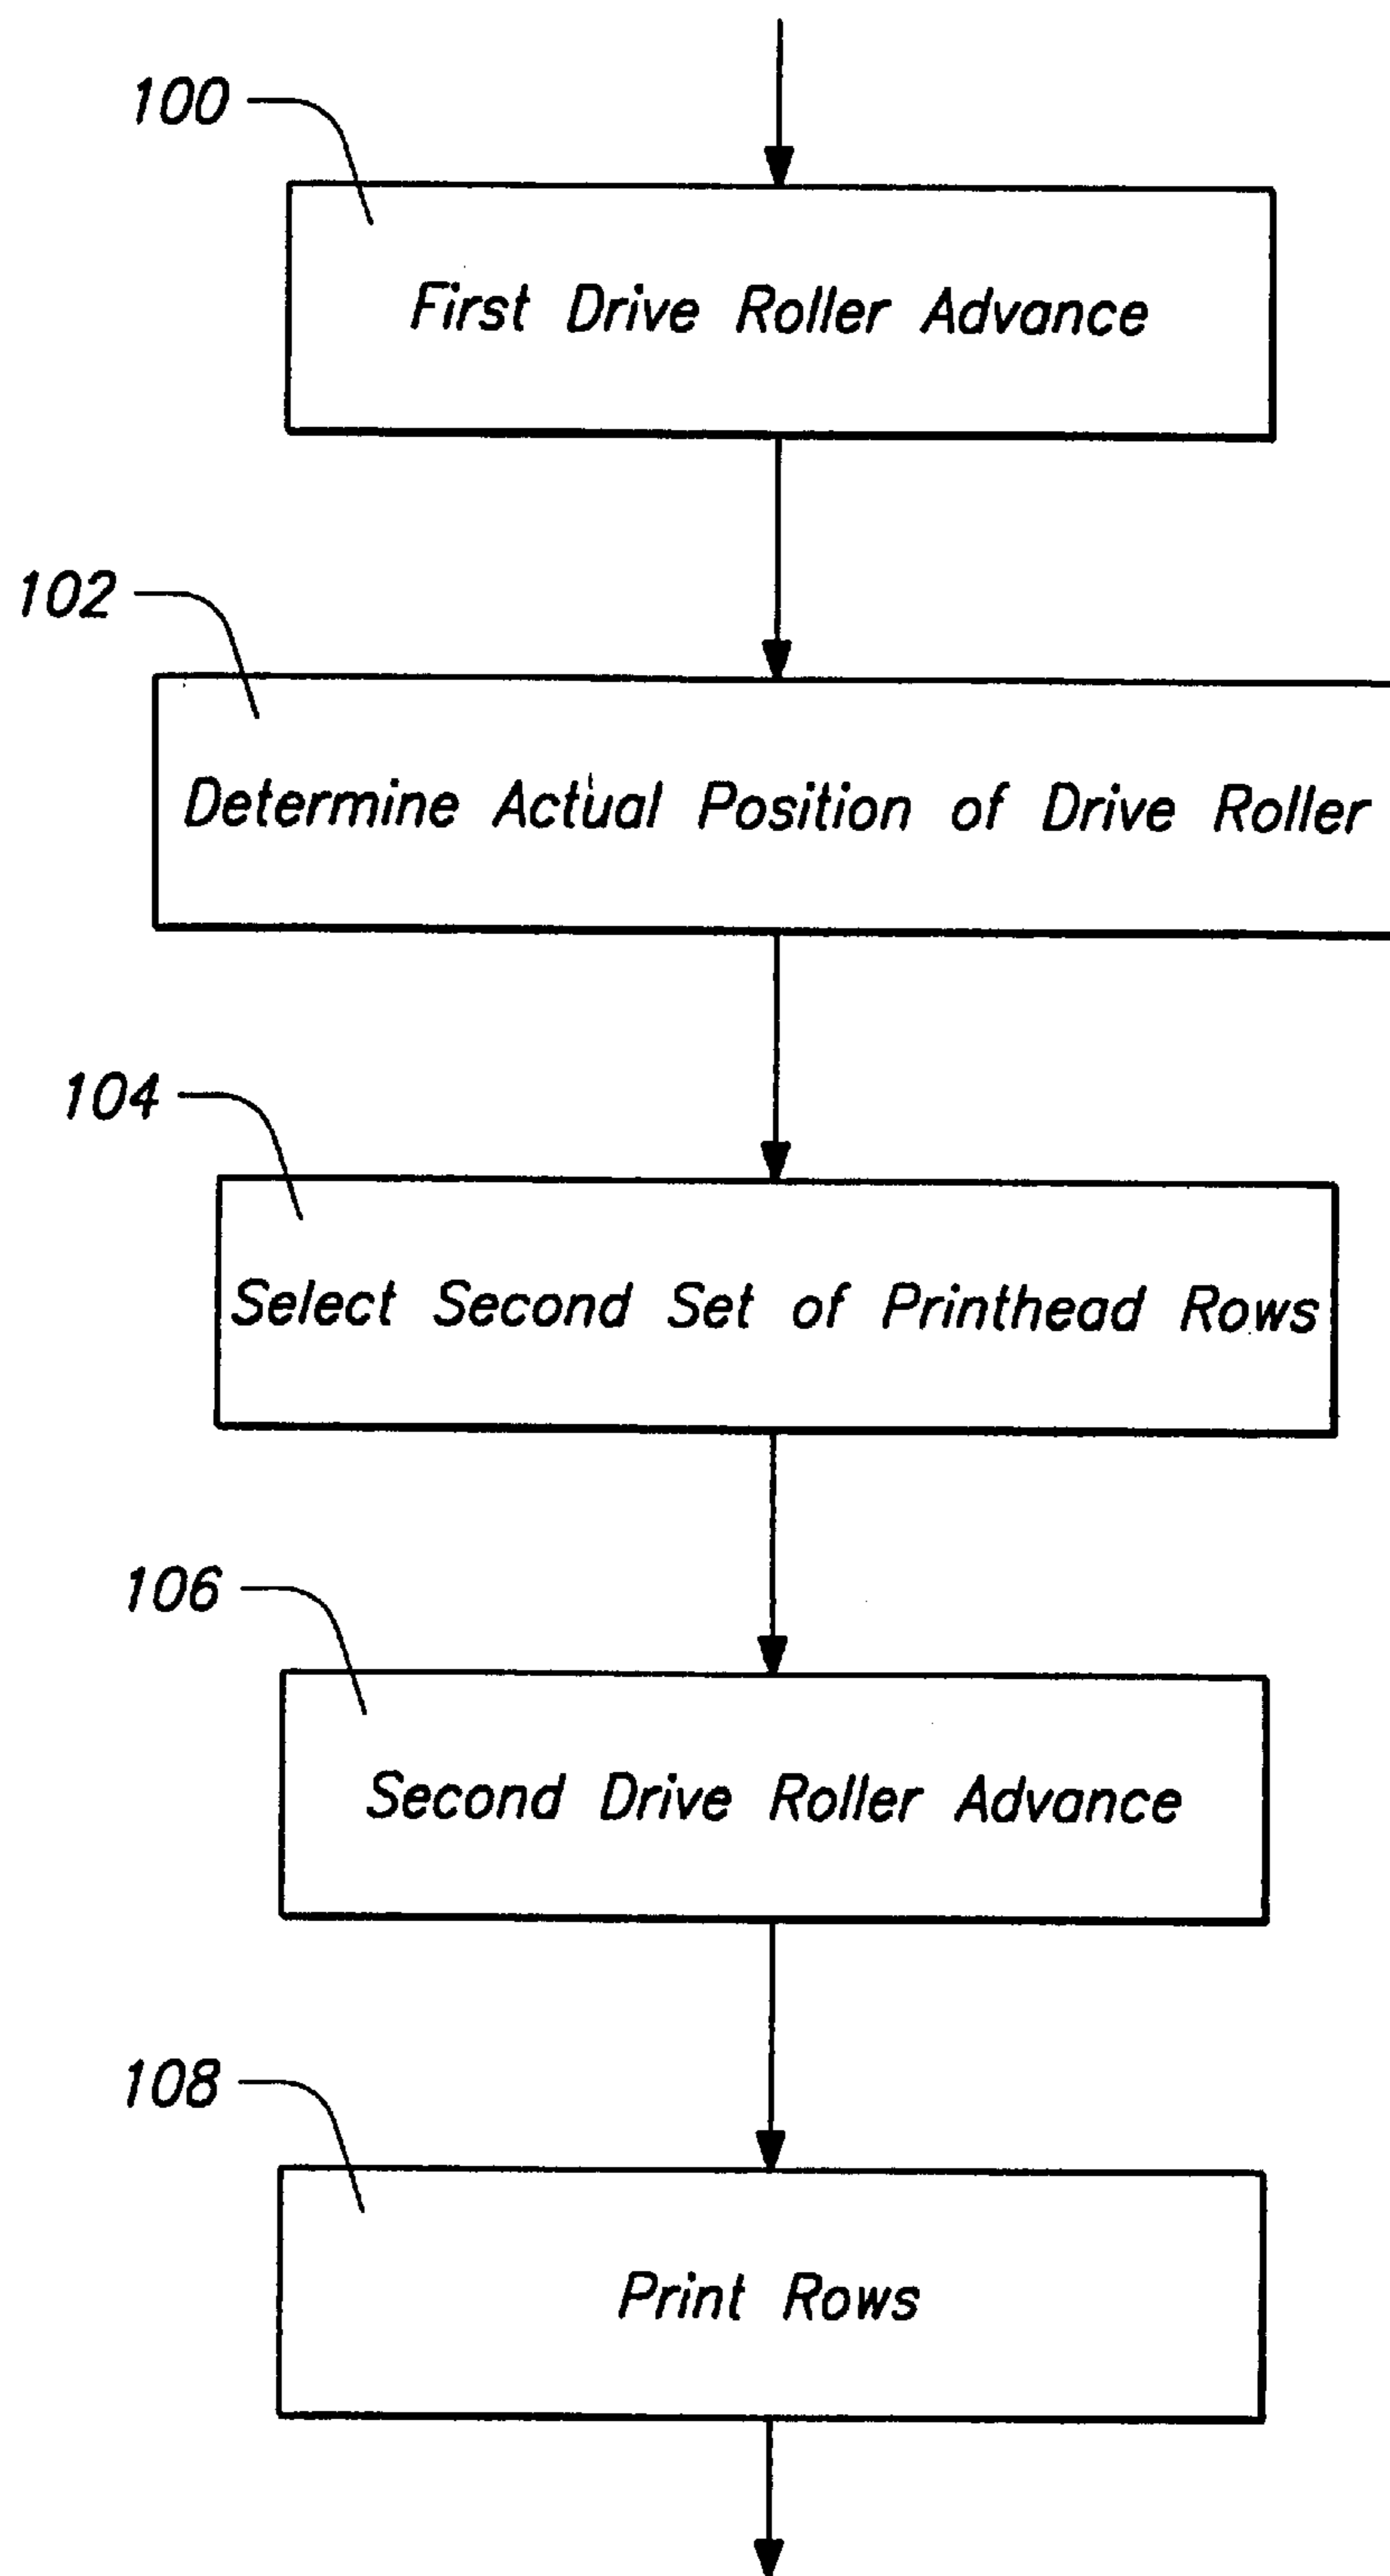 100
First Drive Roller Advance
102
Determine Actual Position of Drive Roller
104
Select Second Set of Printhead Rows
106
Second Drive Roller Advance
108
Print Rows